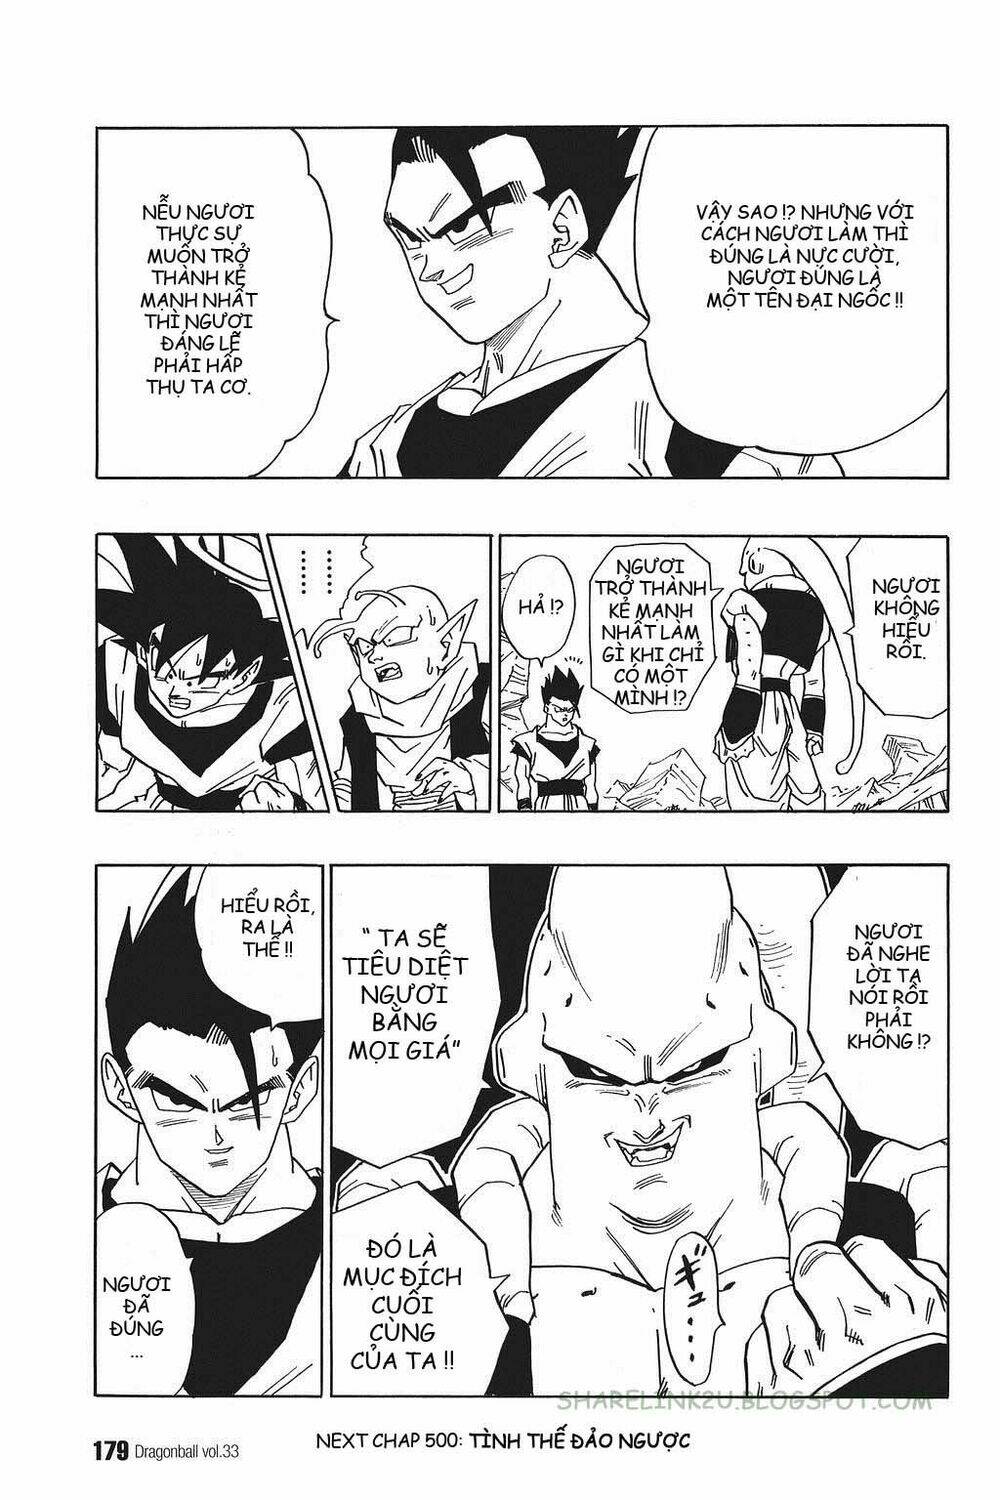 VẬY SAO !? NHƯNG VỚI
CÁCH NGƯƠI LÀM THÌ
ĐÚNG LÀ NỰC CƯỜI,
NGƯƠI ĐÚNG LÀ
MỘT TÊN ĐẠI NGỐC !!
NỄU NGƯƠI
THỰC SỰ
MUỐN TRỞ
THÀNH KẺ
MẠNH NHẤT
THÌ NGƯƠI
ĐÁNG LẼ
PHẢI HẤP
THỤ TA CƠ.
NGƯƠI
KHÔNG
HIỂU
RỒI.
NGƯƠI
TRỞ THÀNH
KẺ MẠNH
NHẤT LÀM
GÌ KHI CHỈ
CÓ MỘT
MÌNH !?
HẢ !?
NGƯƠI
ĐÃ NGHE
LỜI TA
NÓI RỒI
PHẢI
KHÔNG !?
“ TA SẼ
TIÊU DIỆT
NGƯƠI
BẰNG
MỌI GIÁ“
ĐÓ LÀ
MỤC ĐÍCH
CUỐI
CÙNG
CỦA TA !!
ギュ
HIỂU RỒI,
RA LÀ
THẾ !!
NGƯƠI
ĐÃ
ĐÚNG
...
SHARELINK2U.BLOGSPOT.COM
179 Dragonball vol.33
NEXT CHAP 500: TÌNH THẾ ĐẢO NGƯỢC